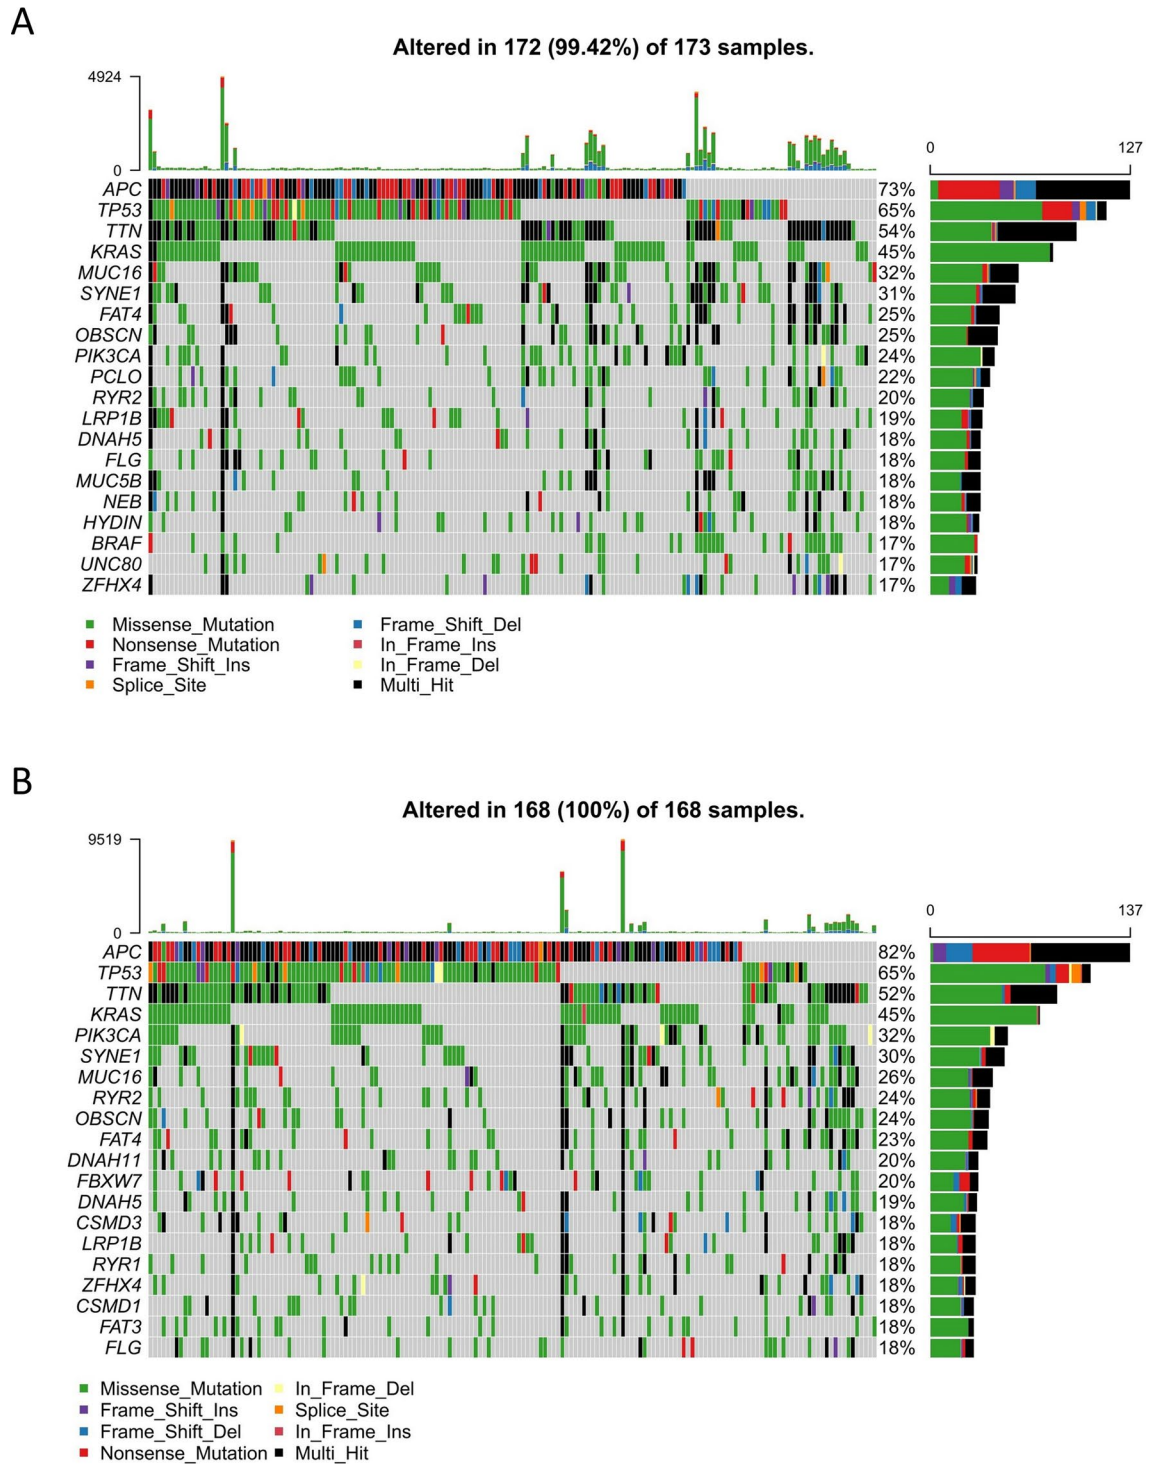 A
Altered in 172 (99.42%) of 173 samples.
4924
0
0 127
APC 73%
TP53 65%
TTN 54%
KRAS 45%
MUC16 32%
SYNE1 31%
FAT4 25%
OBSCN 25%
PIK3CA 24%
PCLO 22%
RYR2 20%
LRP1B 19%
DNAH5 18%
FLG 18%
MUC5B 18%
NEB 18%
HYDIN 18%
BRAF 17%
UNC80 17%
ZFHX4 17%
Missense_Mutation Frame_Shift_Del
Nonsense_Mutation In_Frame_Ins
Frame_Shift_Ins In_Frame_Del
Splice_Site Multi_Hit
B
Altered in 168 (100%) of 168 samples.
9519
0
0 137
APC 82%
TP53 65%
TTN 52%
KRAS 45%
PIK3CA 32%
SYNE1 30%
MUC16 26%
RYR2 24%
OBSCN 24%
FAT4 23%
DNAH11 20%
FBXW7 20%
DNAH5 19%
CSMD3 18%
LRP1B 18%
RYR1 18%
ZFHX4 18%
CSMD1 18%
FAT3 18%
FLG 18%
Missense_Mutation In_Frame_Del
Frame_Shift_Ins Splice_Site
Frame_Shift_Del In_Frame_Ins
Nonsense_Mutation Multi_Hit